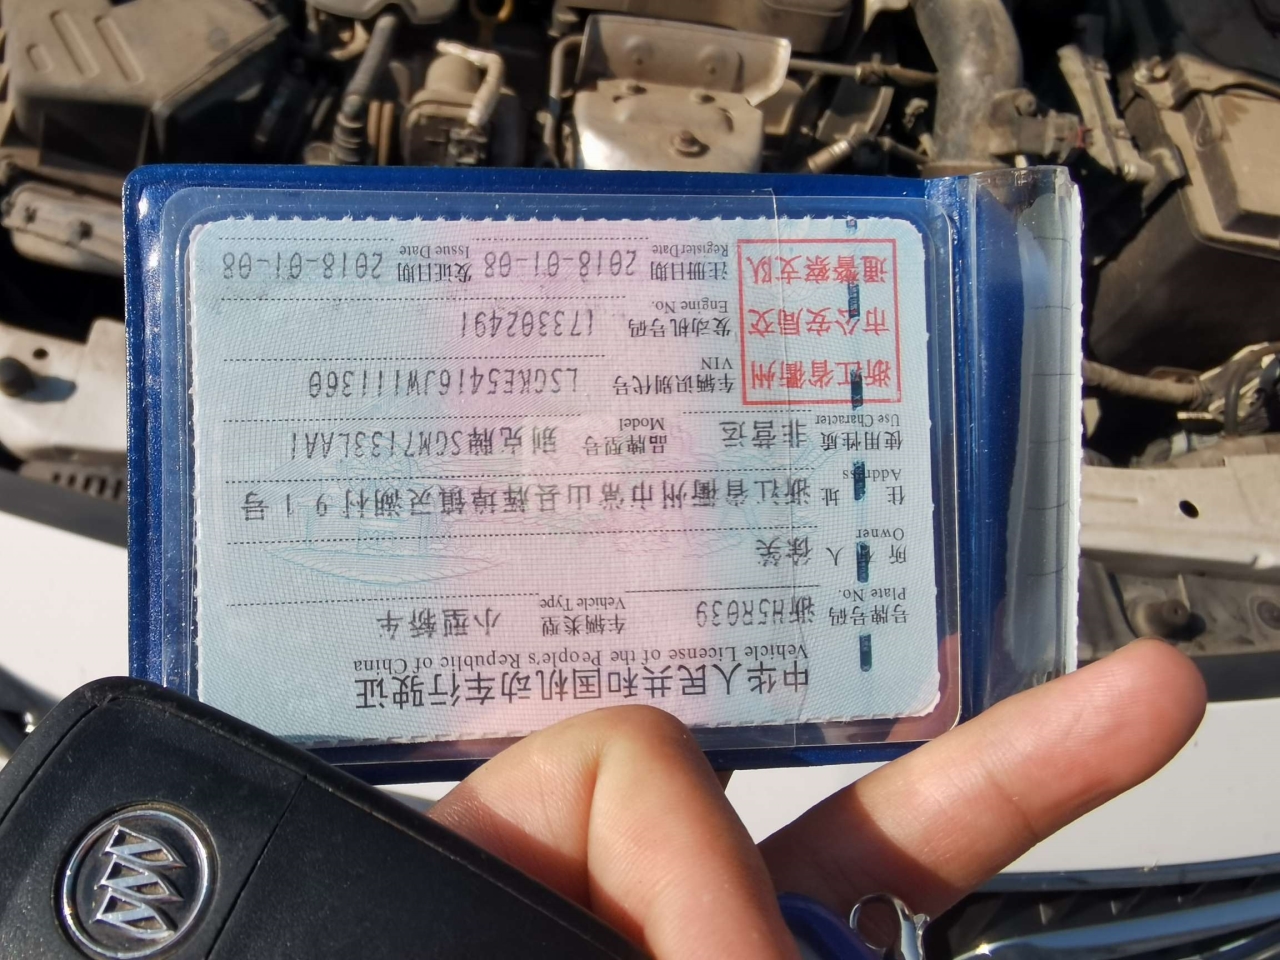 中华人民共和国机动车行驶证
Vehicle License of the People's Republic of China
号牌号码 浙H5R039 车辆类型 小型轿车
Plate No. Vehicle Type
所有人 徐笑
Owner
住址 浙江省衢州市常山县辉埠镇灵湖村91号
Address
使用性质 非营运 品牌型号 别克牌SGM7133LAA1
Use Character Model
浙江省衢州
市公安局交
通警察支队
车辆识别代号 LSGKE5416JW111360
VIN
发动机号码 173302491
Engine No.
注册日期 2018-01-08 发证日期 2018-01-08
Register Date Issue Date